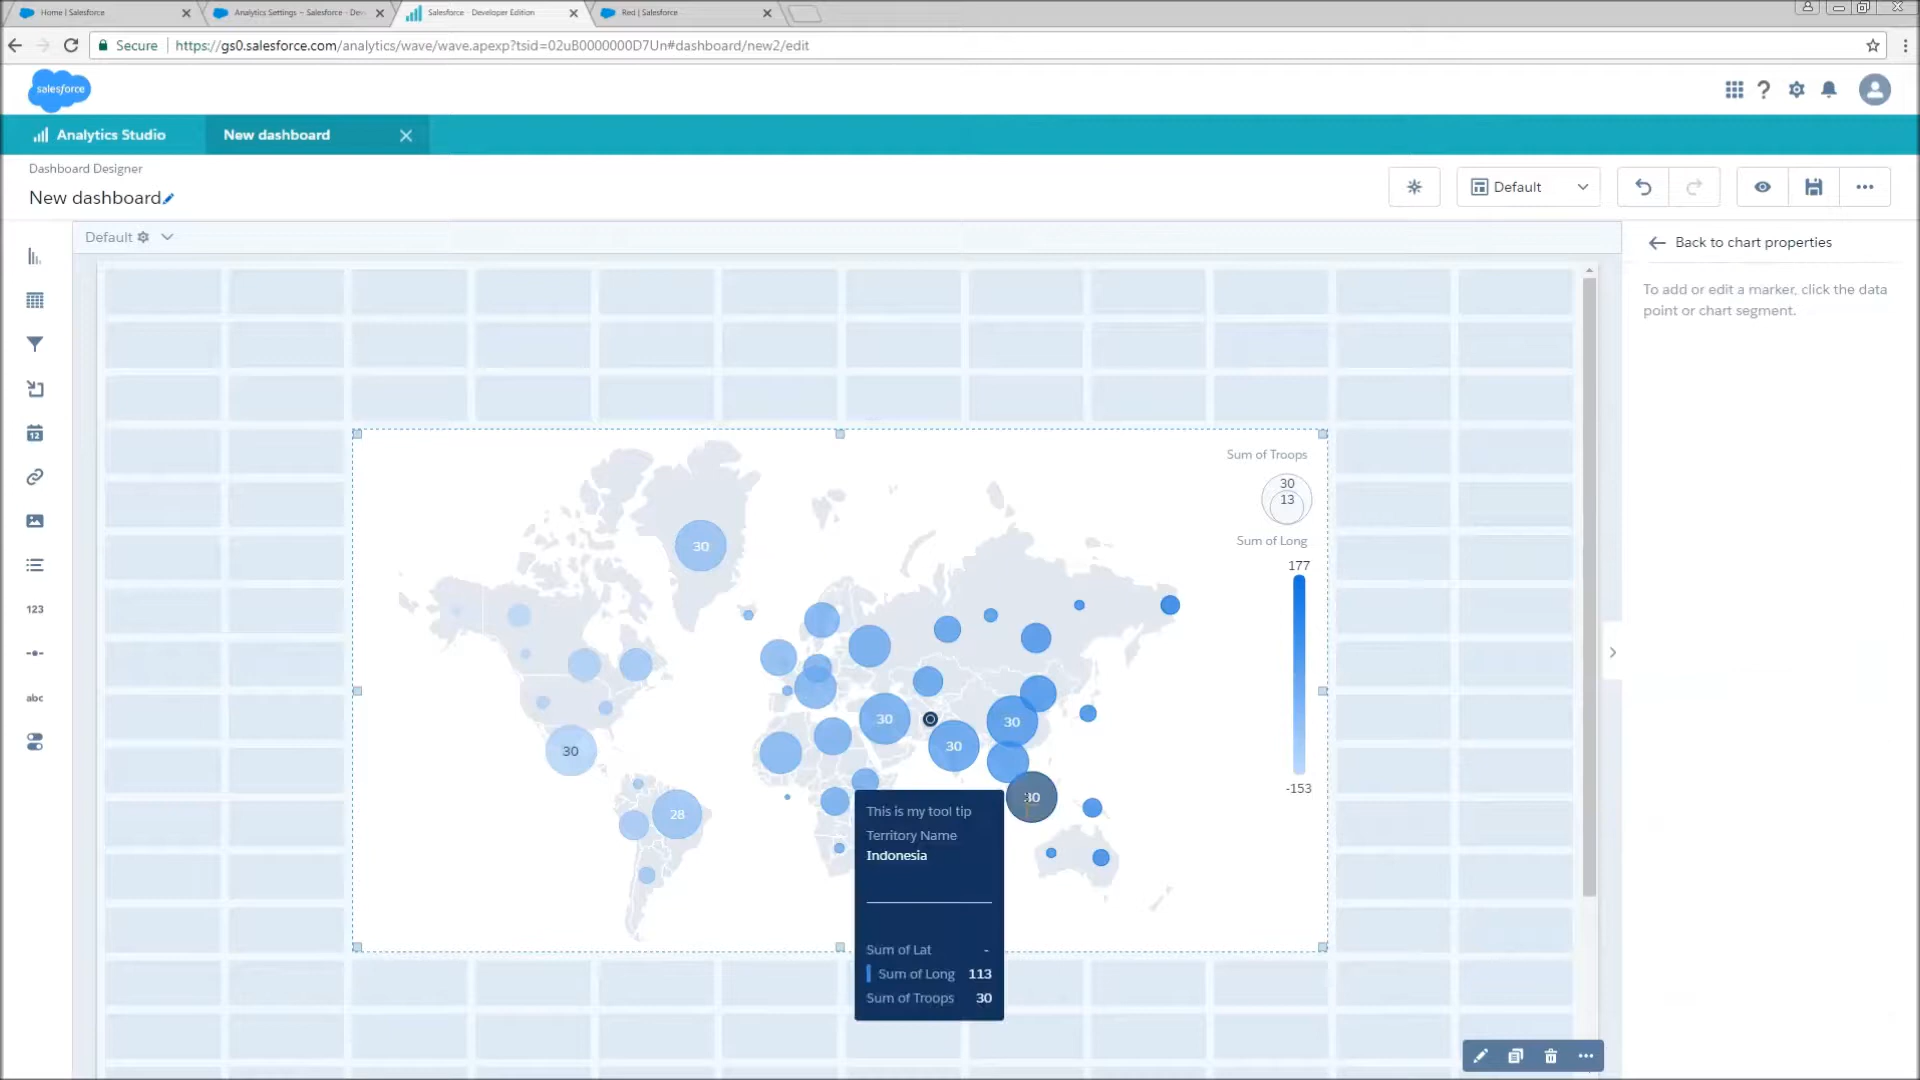 Home | Salesforce
Analytics Settings ~ Salesforce - Dev
Salesforce - Developer Edition
Red | Salesforce
Secure
https://gs0.salesforce.com/analytics/wave/wave.apexp?tsid=02uB0000000D7Un#dashboard/new2/edit
salesforce
Analytics Studio
New dashboard
Dashboard Designer
New dashboard
Default
Default
Back to chart properties
To add or edit a marker, click the data
point or chart segment.
12
123
abc
Sum of Troops
30
13
Sum of Long
177
-153
30
30
30
30
30
28
30
This is my tool tip
Territory Name
Indonesia
Sum of Lat -
Sum of Long 113
Sum of Troops 30